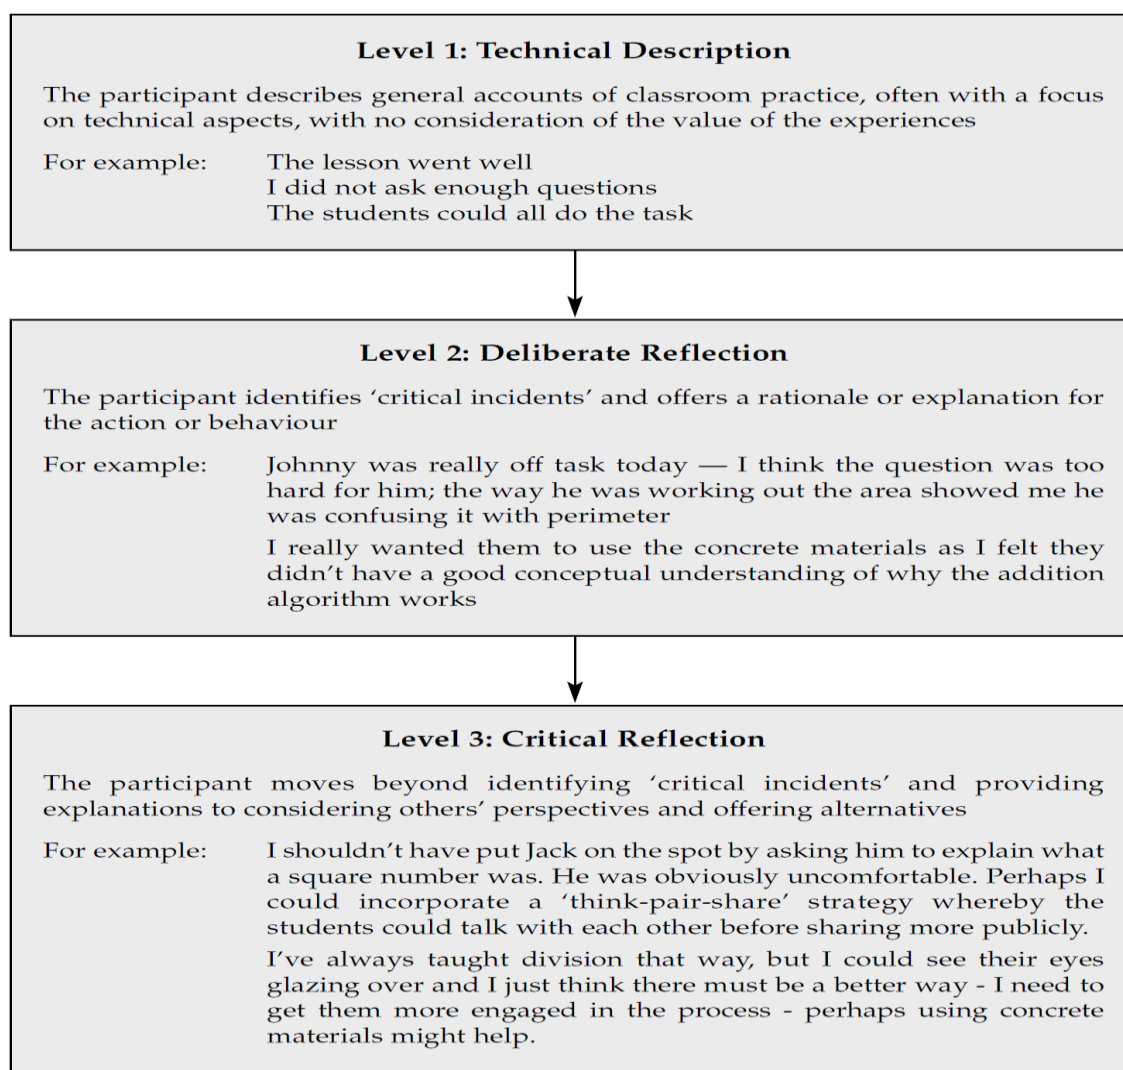 Level 1: Technical Description
The participant describes general accounts of classroom practice, often with a focus
on technical aspects, with no consideration of the value of the experiences
For example: The lesson went well
I did not ask enough questions
The students could all do the task
Level 2: Deliberate Reflection
The participant identifies ‘critical incidents’ and offers a rationale or explanation for
the action or behaviour
For example: Johnny was really off task today — I think the question was too
hard for him; the way he was working out the area showed me he
was confusing it with perimeter
I really wanted them to use the concrete materials as I felt they
didn’t have a good conceptual understanding of why the addition
algorithm works
Level 3: Critical Reflection
The participant moves beyond identifying ‘critical incidents’ and providing
explanations to considering others’ perspectives and offering alternatives
For example: I shouldn’t have put Jack on the spot by asking him to explain what
a square number was. He was obviously uncomfortable. Perhaps I
could incorporate a ‘think-pair-share’ strategy whereby the
students could talk with each other before sharing more publicly.
I’ve always taught division that way, but I could see their eyes
glazing over and I just think there must be a better way - I need to
get them more engaged in the process - perhaps using concrete
materials might help.